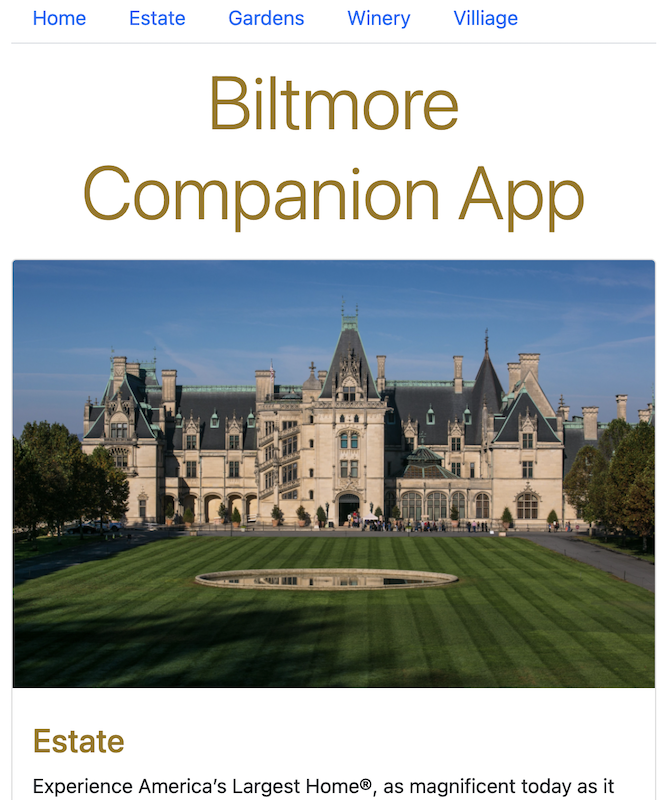 Home Estate Gardens Winery Villiage
Biltmore
Companion App
Estate
Experience America’s Largest Home®, as magnificent today as it